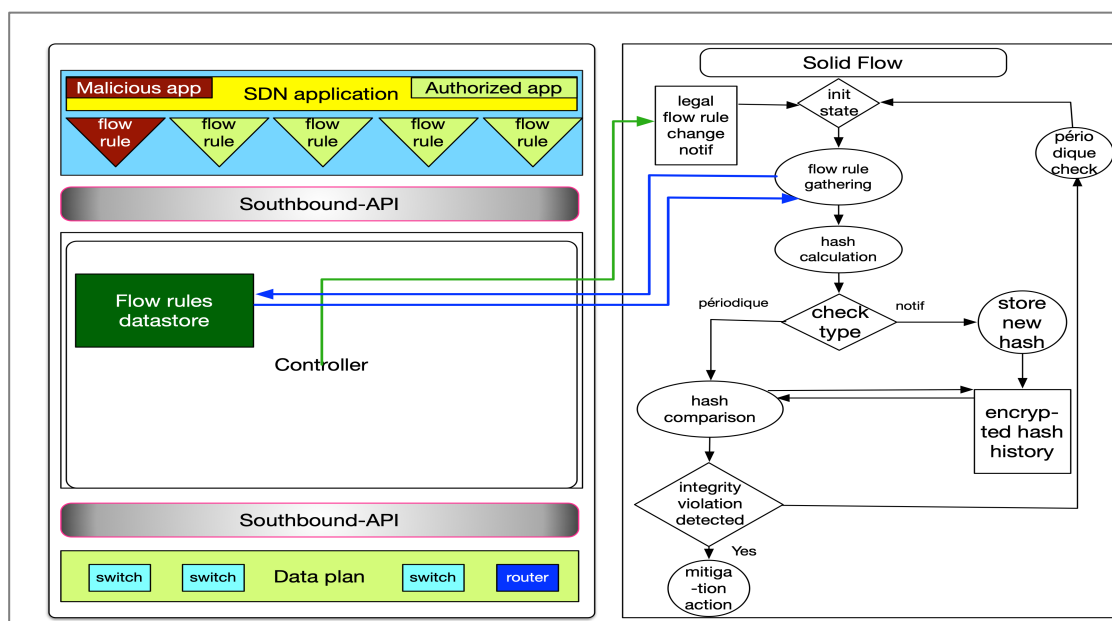 Malicious app
SDN application
Authorized app
flow
rule
flow
rule
flow
rule
flow
rule
flow
rule
Southbound-API
Flow rules
datastore
Controller
Southbound-API
switch
switch
Data plan
switch
router
Solid Flow
legal
flow rule
change
notif
init
state
pério
dique
check
flow rule
gathering
hash
calculation
périodique
check
type
notif
store
new
hash
hash
comparison
encryp-
ted hash
history
integrity
violation
detected
Yes
mitiga
-tion
action